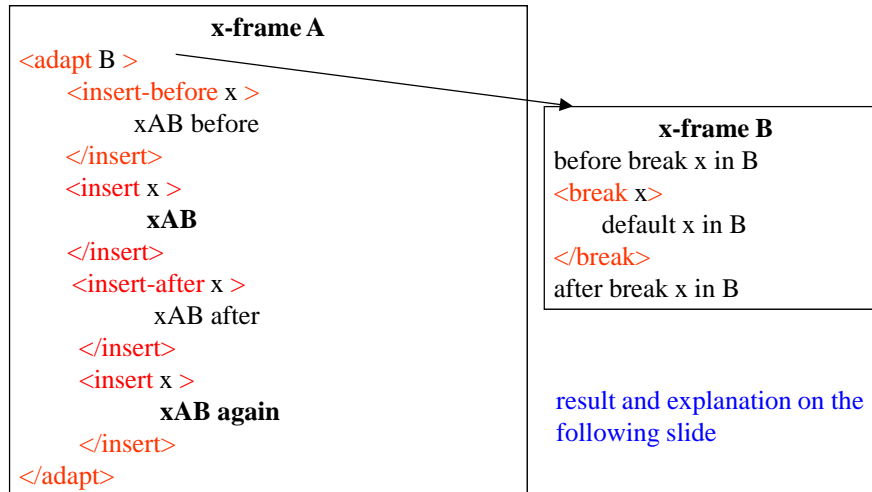 x-frame A
<adapt B >
<insert-before x >
xAB before
</insert>
<insert x >
xAB
</insert>
<insert-after x >
xAB after
</insert>
<insert x >
xAB again
</insert>
</adapt>
x-frame B
before break x in B
<break x>
default x in B
</break>
after break x in B
result and explanation on the
following slide